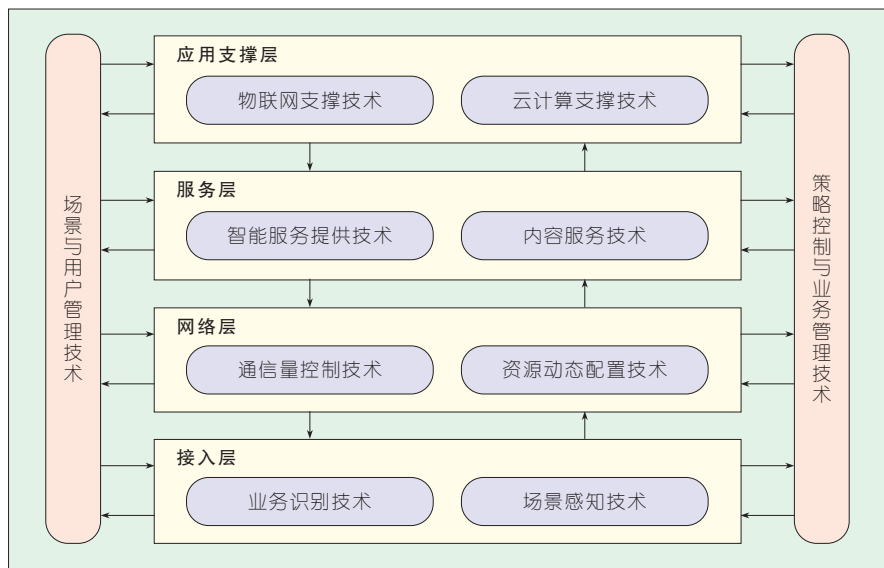 应用支撑层
物联网支撑技术
云计算支撑技术
服务层
智能服务提供技术
内容服务技术
网络层
通信量控制技术
资源动态配置技术
接入层
业务识别技术
场景感知技术
场景与用户管理技术
策略控制与业务管理技术